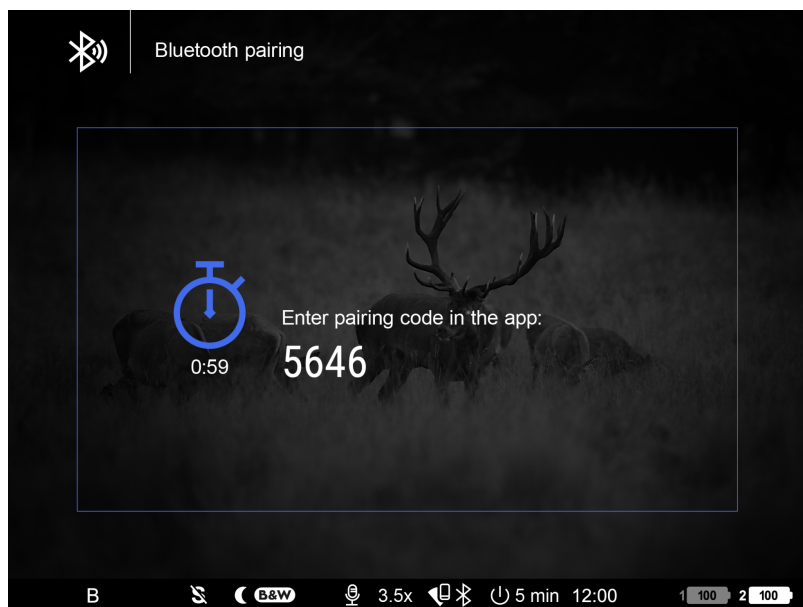 Bluetooth pairing
Enter pairing code in the app:
0:59
5646
B S B&W 3.5x 5 min 12:00 1 100 2 100